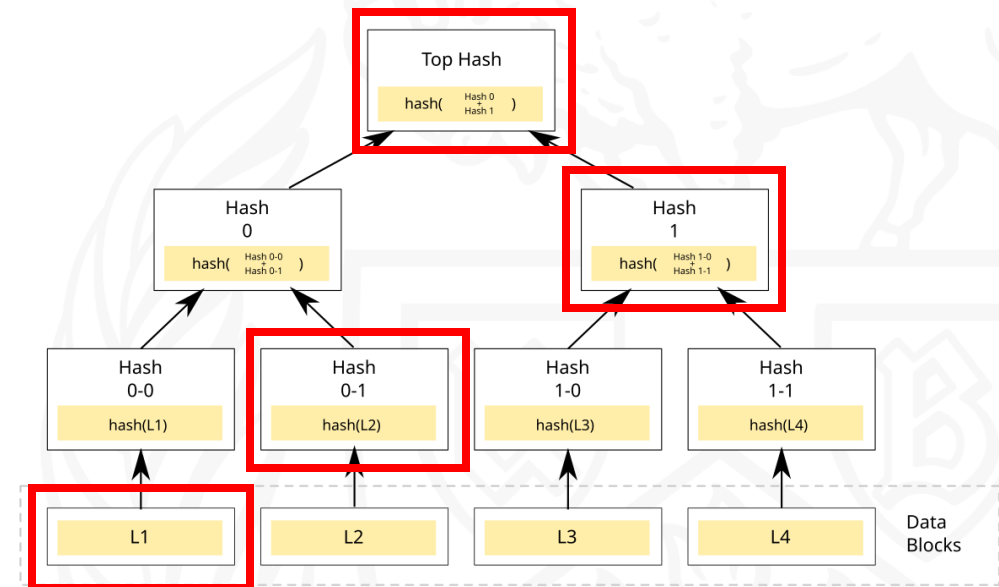 Top Hash
hash( Hash 0 + Hash 1 )
Hash
0
hash( Hash 0-0 + Hash 0-1 )
Hash
1
hash( Hash 1-0 + Hash 1-1 )
Hash
0-0
hash(L1)
Hash
0-1
hash(L2)
Hash
1-0
hash(L3)
Hash
1-1
hash(L4)
L1
L2
L3
L4
Data
Blocks